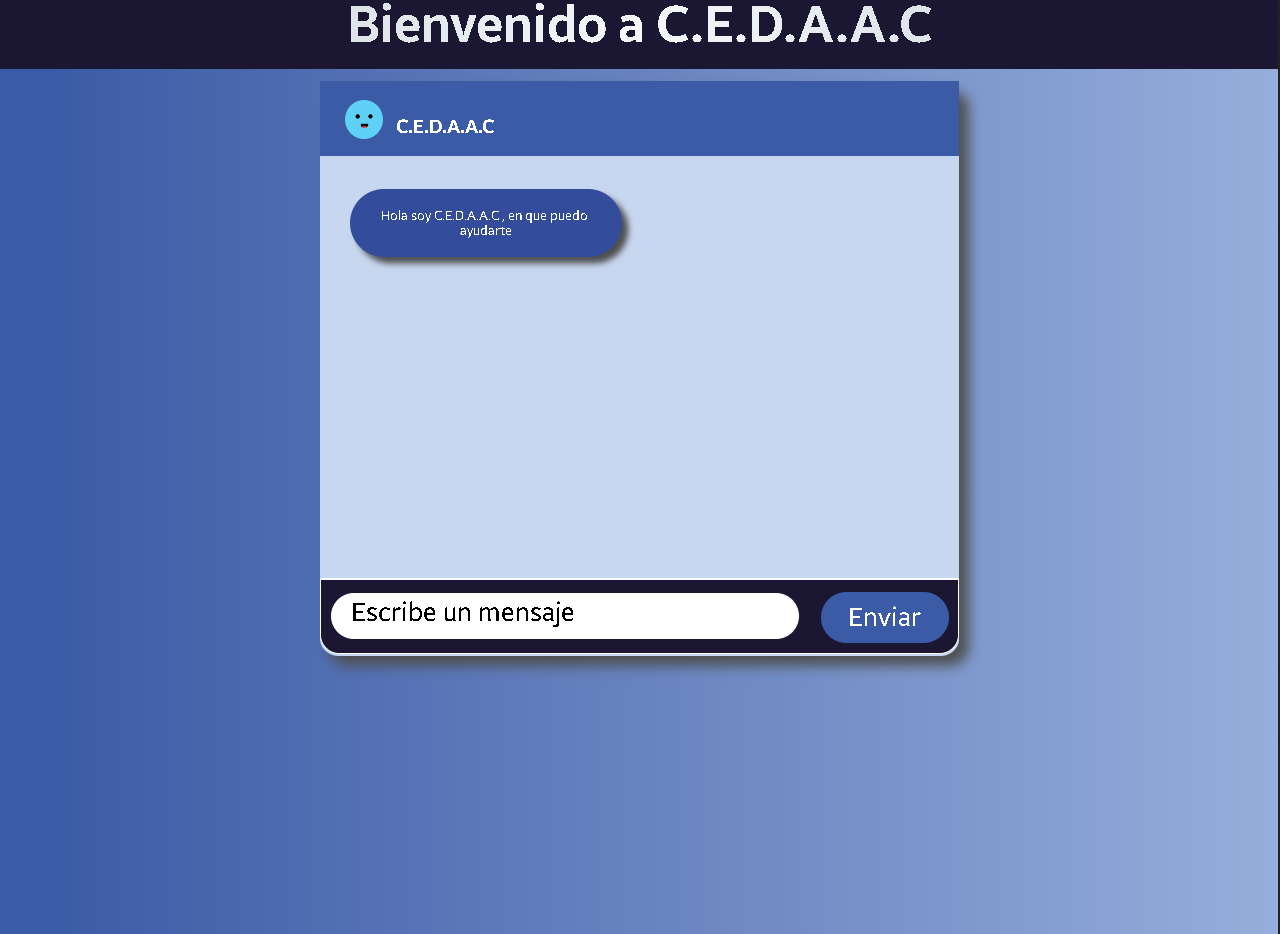 Bienvenido a C.E.D.A.A.C
C.E.D.A.A.C
Hola soy C.E.D.A.A.C , en que puedo
ayudarte
Escribe un mensaje
Enviar